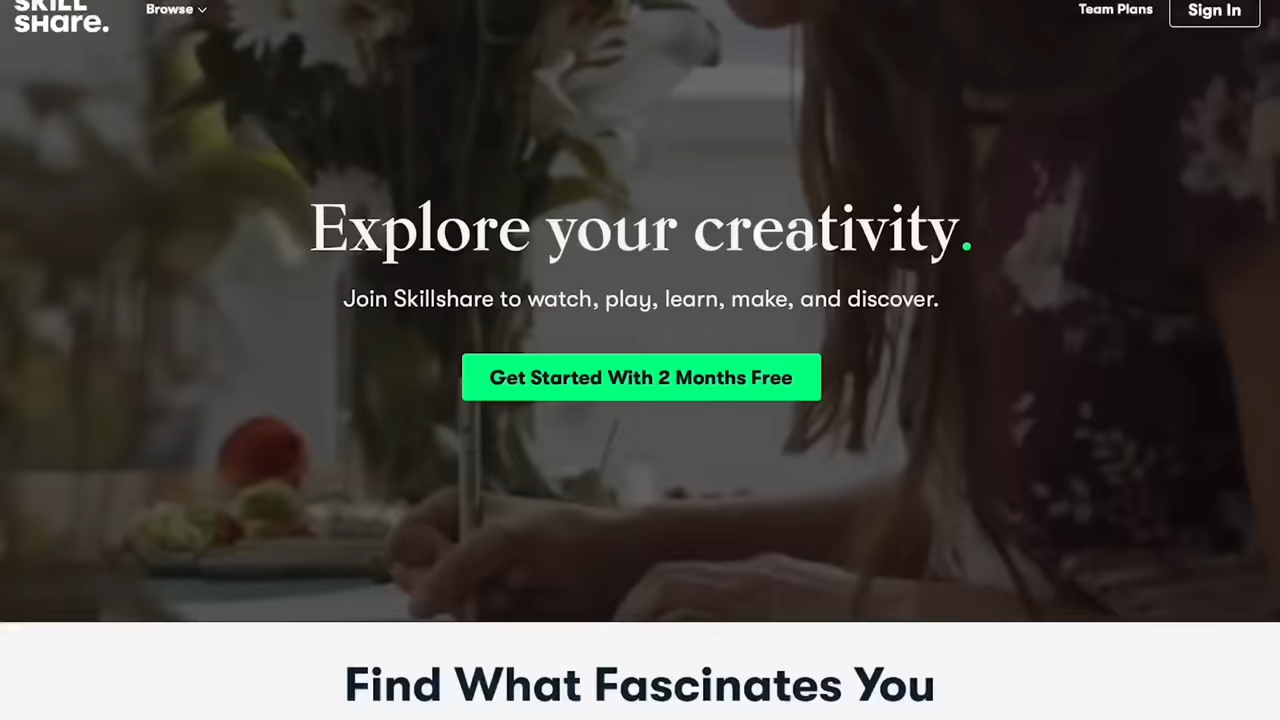 SKILL
SHare.
Browse
Team Plans
Sign In
Explore your creativity.
Join Skillshare to watch, play, learn, make, and discover.
Get Started With 2 Months Free
Find What Fascinates You